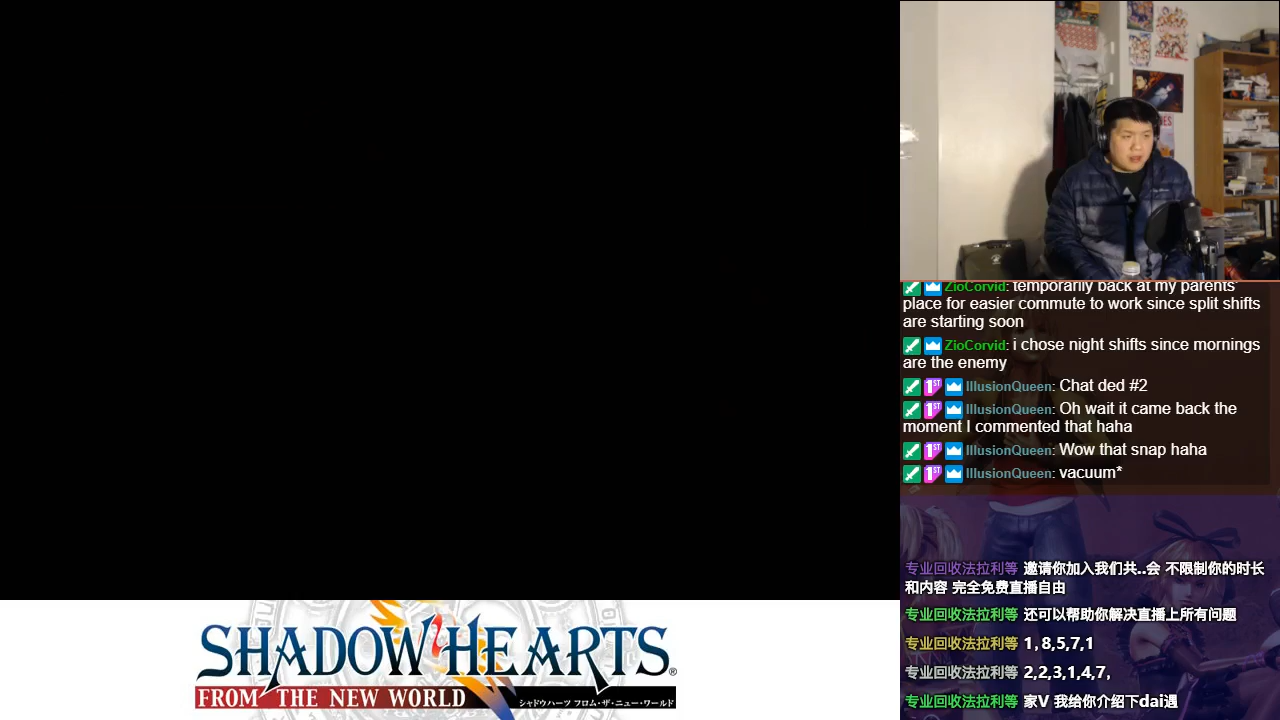 ZioCorvid: temporarily back at my parents'
place for easier commute to work since split shifts
are starting soon
ZioCorvid: i chose night shifts since mornings
are the enemy
1ST IllusionQueen: Chat ded #2
1ST IllusionQueen: Oh wait it came back the
moment I commented that haha
1ST IllusionQueen: Wow that snap haha
1ST IllusionQueen: vacuum*
专业回收法拉利等 邀请你加入我们共..会 不限制你的时长
和内容 完全免费直播自由
专业回收法拉利等 还可以帮助你解决直播上所有问题
专业回收法拉利等 1,8,5,7,1
专业回收法拉利等 2,2,3,1,4,7,
专业回收法拉利等 家V 我给你介绍下dai遇
SHADOW HEARTS®
FROM THE NEW WORLD
シャドウハーツ フロム・ザ・ニュー・ワールド